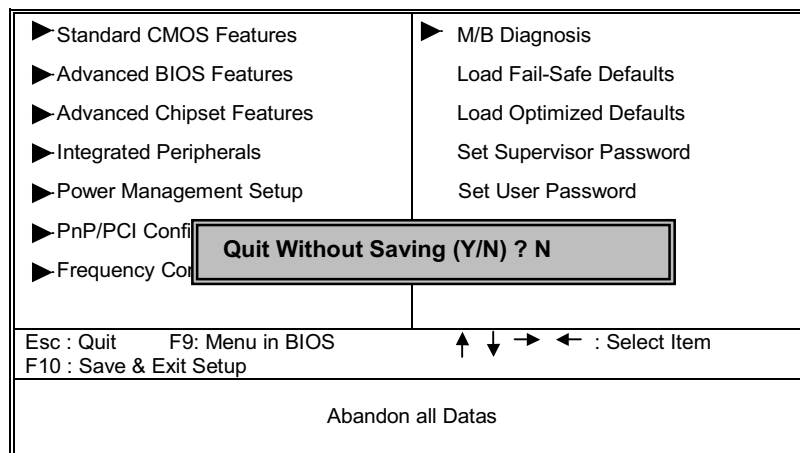 Standard CMOS Features
Advanced BIOS Features
Advanced Chipset Features
Integrated Peripherals
Power Management Setup
PnP/PCI Confi
Frequency Cor
M/B Diagnosis
Load Fail-Safe Defaults
Load Optimized Defaults
Set Supervisor Password
Set User Password
Quit Without Saving (Y/N) ? N
Esc : Quit F9: Menu in BIOS ↑ ↓ → ← : Select Item
F10 : Save & Exit Setup
Abandon all Datas